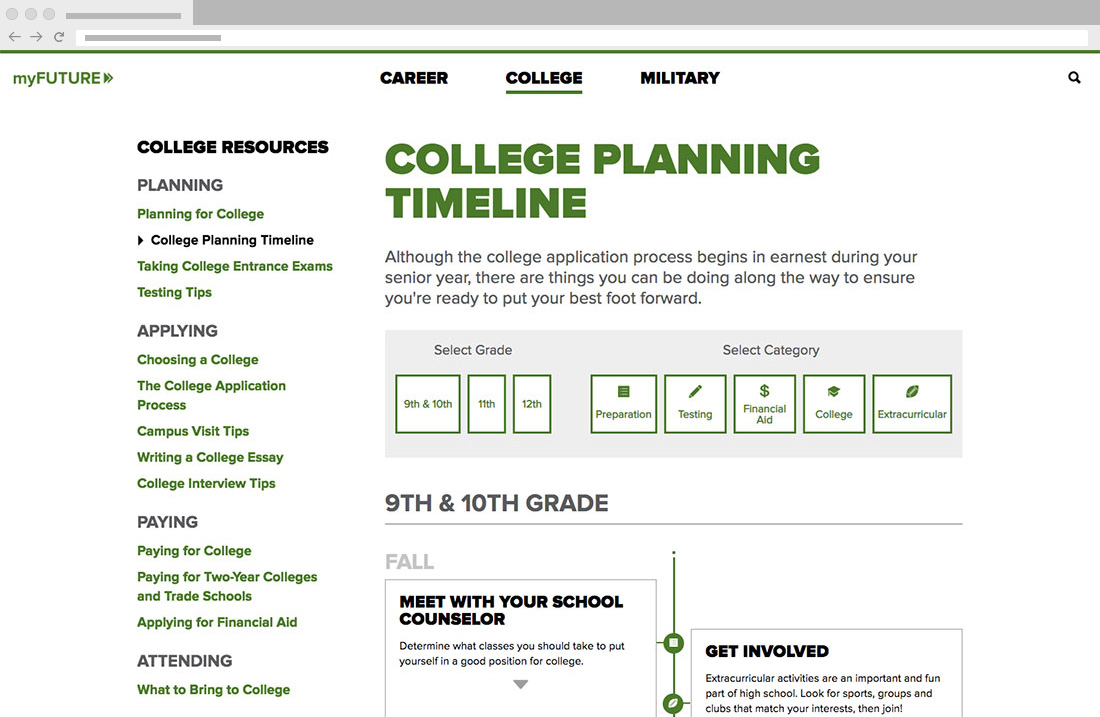 myFUTURE
CAREER
COLLEGE
MILITARY
COLLEGE RESOURCES
PLANNING
Planning for College
College Planning Timeline
Taking College Entrance Exams
Testing Tips
APPLYING
Choosing a College
The College Application
Process
Campus Visit Tips
Writing a College Essay
College Interview Tips
PAYING
Paying for College
Paying for Two-Year Colleges
and Trade Schools
Applying for Financial Aid
ATTENDING
What to Bring to College
COLLEGE PLANNING
TIMELINE
Although the college application process begins in earnest during your
senior year, there are things you can be doing along the way to ensure
you're ready to put your best foot forward.
Select Grade
9th & 10th
11th
12th
Select Category
Preparation
Testing
$
Financial
Aid
College
Extracurricular
9TH & 10TH GRADE
FALL
MEET WITH YOUR SCHOOL
COUNSELOR
Determine what classes you should take to put
yourself in a good position for college.
GET INVOLVED
Extracurricular activities are an important and fun
part of high school. Look for sports, groups and
clubs that match your interests, then join!